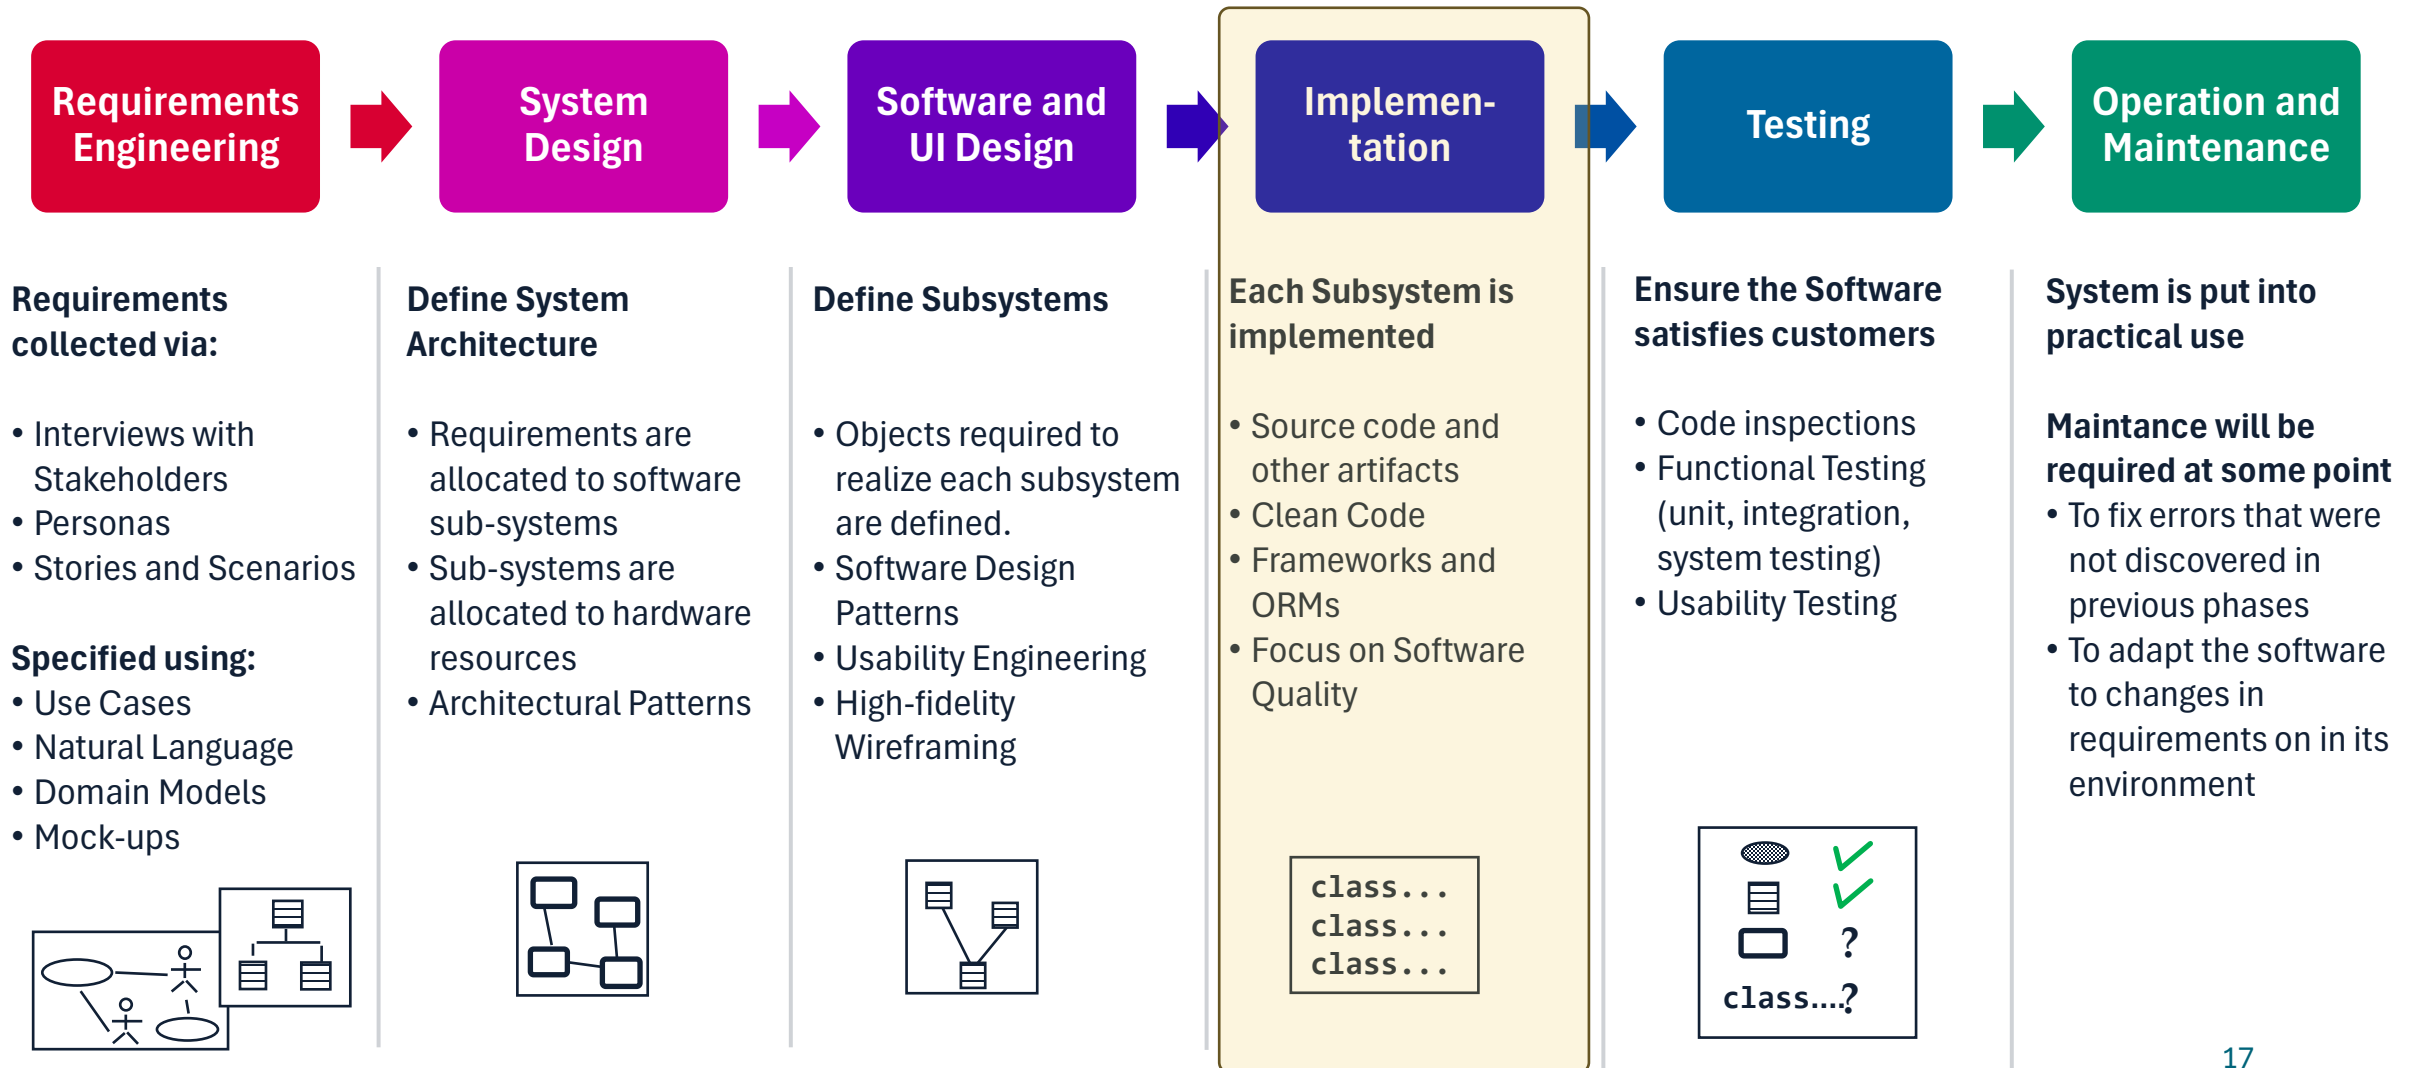 Requirements
Engineering
System
Design
Software and
UI Design
Implemen-
tation
Testing
Operation and
Maintenance
Requirements
collected via:
• Interviews with
Stakeholders
• Personas
• Stories and Scenarios
Specified using:
• Use Cases
• Natural Language
• Domain Models
• Mock-ups
Define System
Architecture
• Requirements are
allocated to software
sub-systems
• Sub-systems are
allocated to hardware
resources
• Architectural Patterns
Define Subsystems
• Objects required to
realize each subsystem
are defined.
• Software Design
Patterns
• Usability Engineering
• High-fidelity
Wireframing
Each Subsystem is
implemented
• Source code and
other artifacts
• Clean Code
• Frameworks and
ORMs
• Focus on Software
Quality
class...
class...
class...
Ensure the Software
satisfies customers
• Code inspections
• Functional Testing
(unit, integration,
system testing)
• Usability Testing
?
class....?
System is put into
practical use
Maintance will be
required at some point
• To fix errors that were
not discovered in
previous phases
• To adapt the software
to changes in
requirements on in its
environment
17